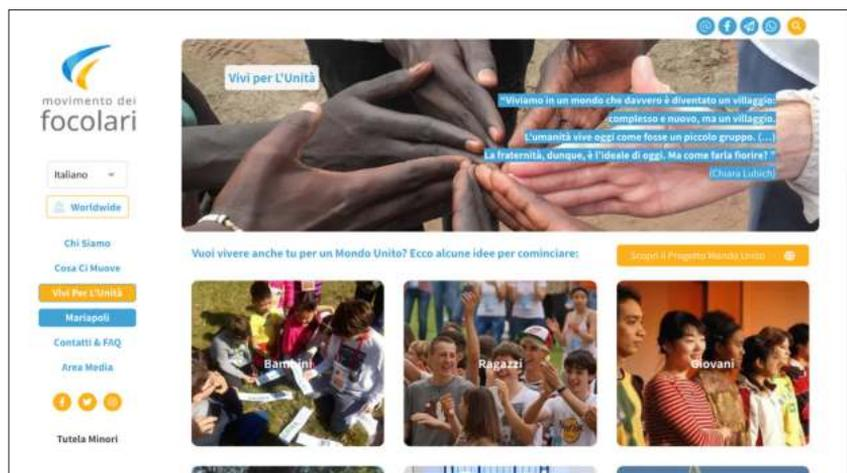 movimento dei
focolari
Italiano
Worldwide
Chi Siamo
Cosa Ci Muove
Vivi Per L'Unità
Mariapoli
Contatti & FAQ
Area Media
Tutela Minori
Vivi per L'Unità
"Viviamo in un mondo che davvero è diventato un villaggio:
complesso e nuovo, ma un villaggio.
L'umanità vive oggi come fosse un piccolo gruppo. (...)
La fraternità, dunque, è l'ideale di oggi. Ma come farla fiorire? "
(Chiara Lubich)
Vuoi vivere anche tu per un Mondo Unito? Ecco alcune idee per cominciare:
Scopri il Progetto Mondo Unito
Bambini
Ragazzi
Giovani